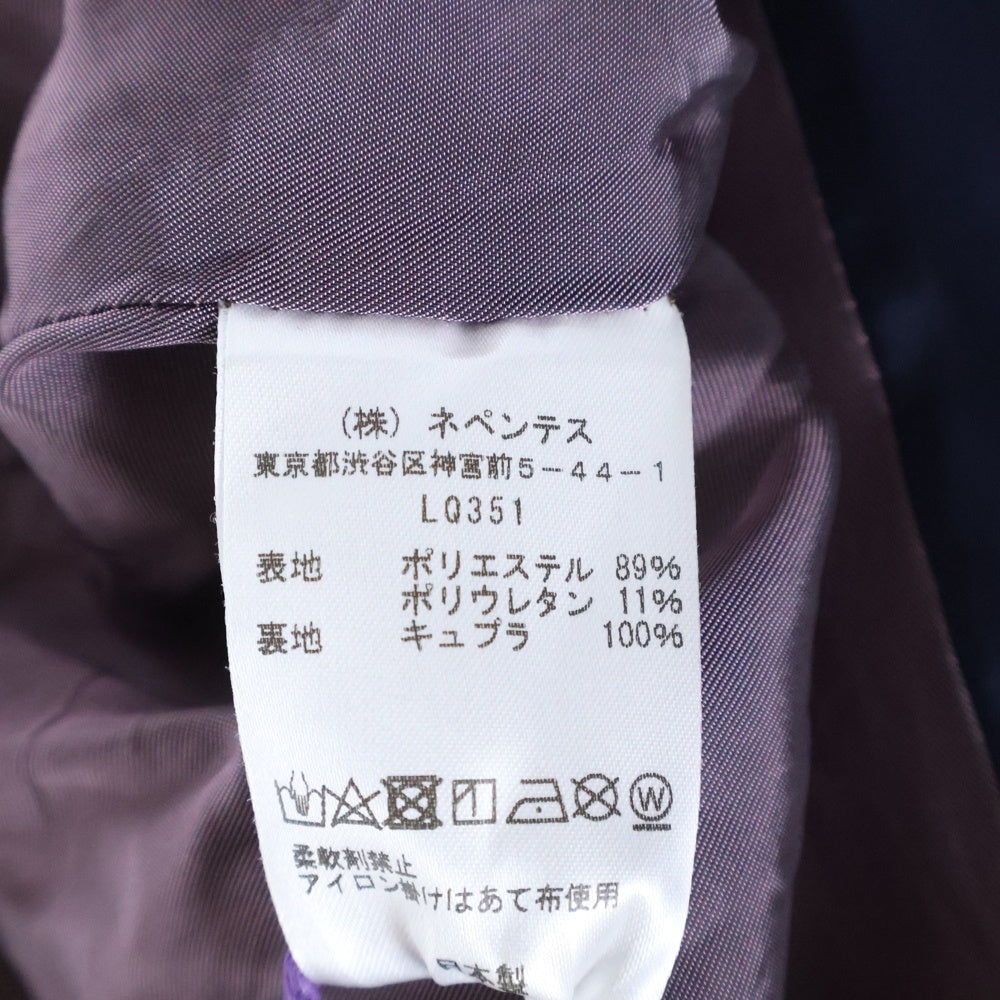 （株）ネペンテス
東京都渋谷区神宮前5－44－1
LQ351
表地 ポリエステル 89%
ポリウレタン 11%
裏地 キュプラ 100%
W
柔軟剤禁止
アイロン掛けはあて布使用
日本製